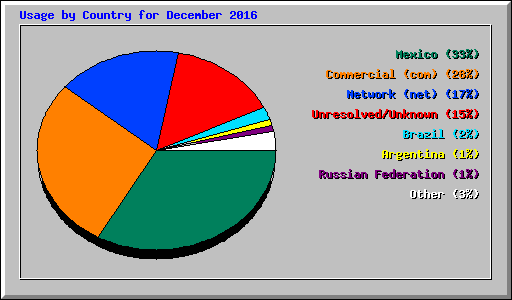 Usage by Country for December 2016
Mexico (33%)
Commercial (com) (28%)
Network (net) (17%)
Unresolved/Unknown (15%)
Brazil (2%)
Argentina (1%)
Russian Federation (1%)
Other (3%)